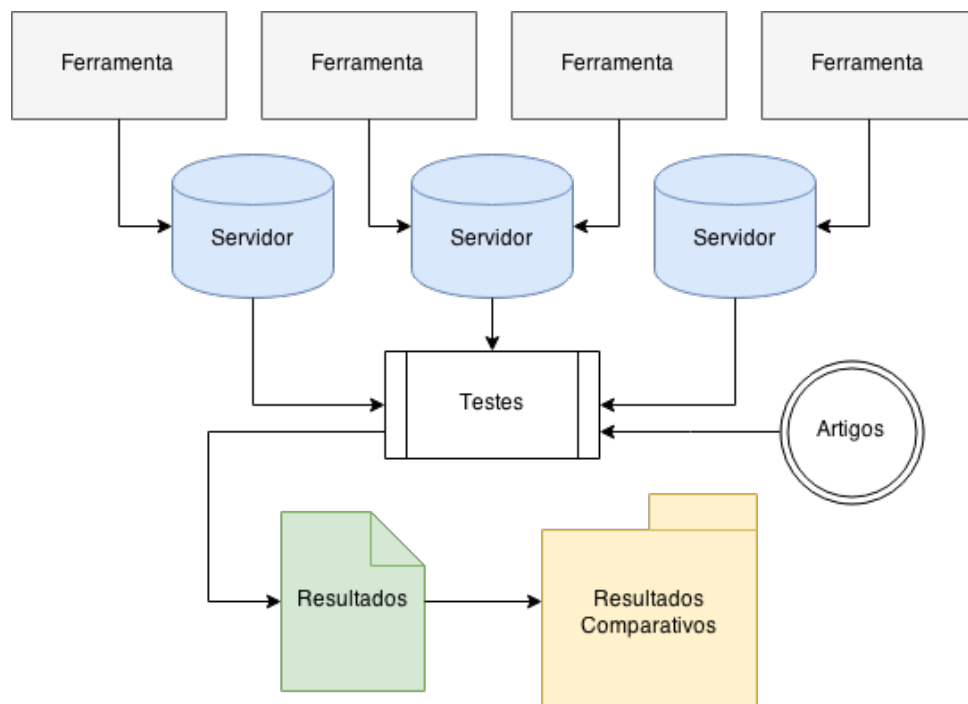 Ferramenta
Ferramenta
Ferramenta
Ferramenta
Servidor
Servidor
Servidor
Testes
Artigos
Resultados
Resultados
Comparativos